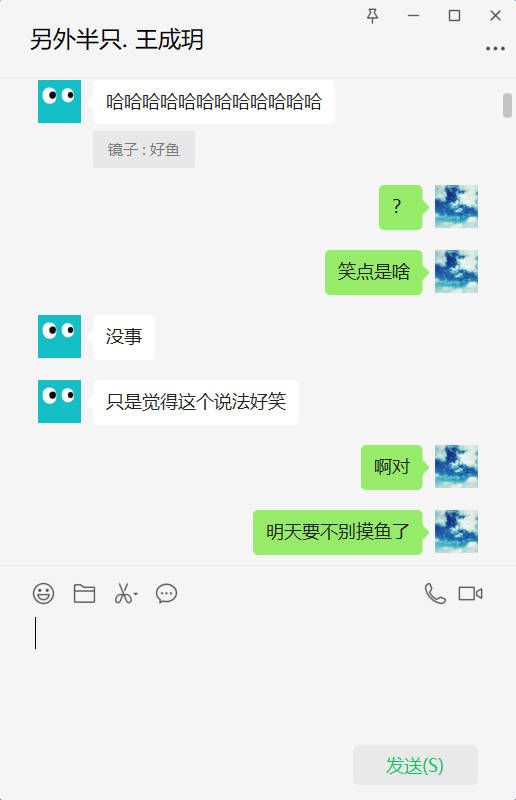 另外半只. 王成玥
哈哈哈哈哈哈哈哈哈哈哈哈
镜子 : 好鱼
？
笑点是啥
没事
只是觉得这个说法好笑
啊对
明天要不别摸鱼了
发送(S)